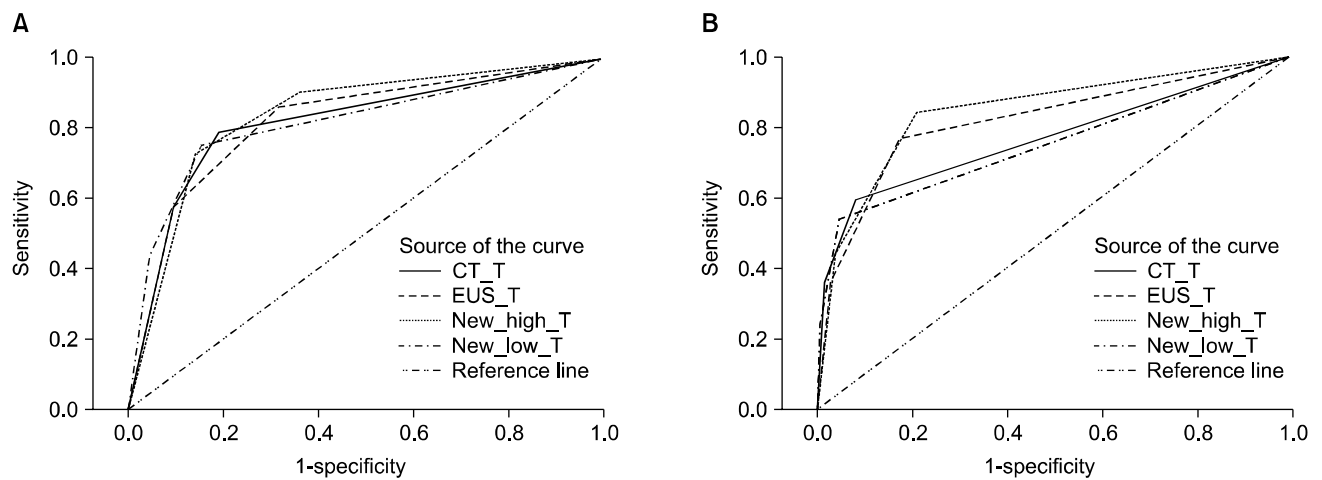 A
1.0
0.8
0.6
0.4
0.2
0.0
Sensitivity
0.0 0.2 0.4 0.6 0.8 1.0
1-specificity
Source of the curve
CT_T
EUS_T
New_high_T
New_low_T
Reference line
B
1.0
0.8
0.6
0.4
0.2
0.0
Sensitivity
0.0 0.2 0.4 0.6 0.8 1.0
1-specificity
Source of the curve
CT_T
EUS_T
New_high_T
New_low_T
Reference line